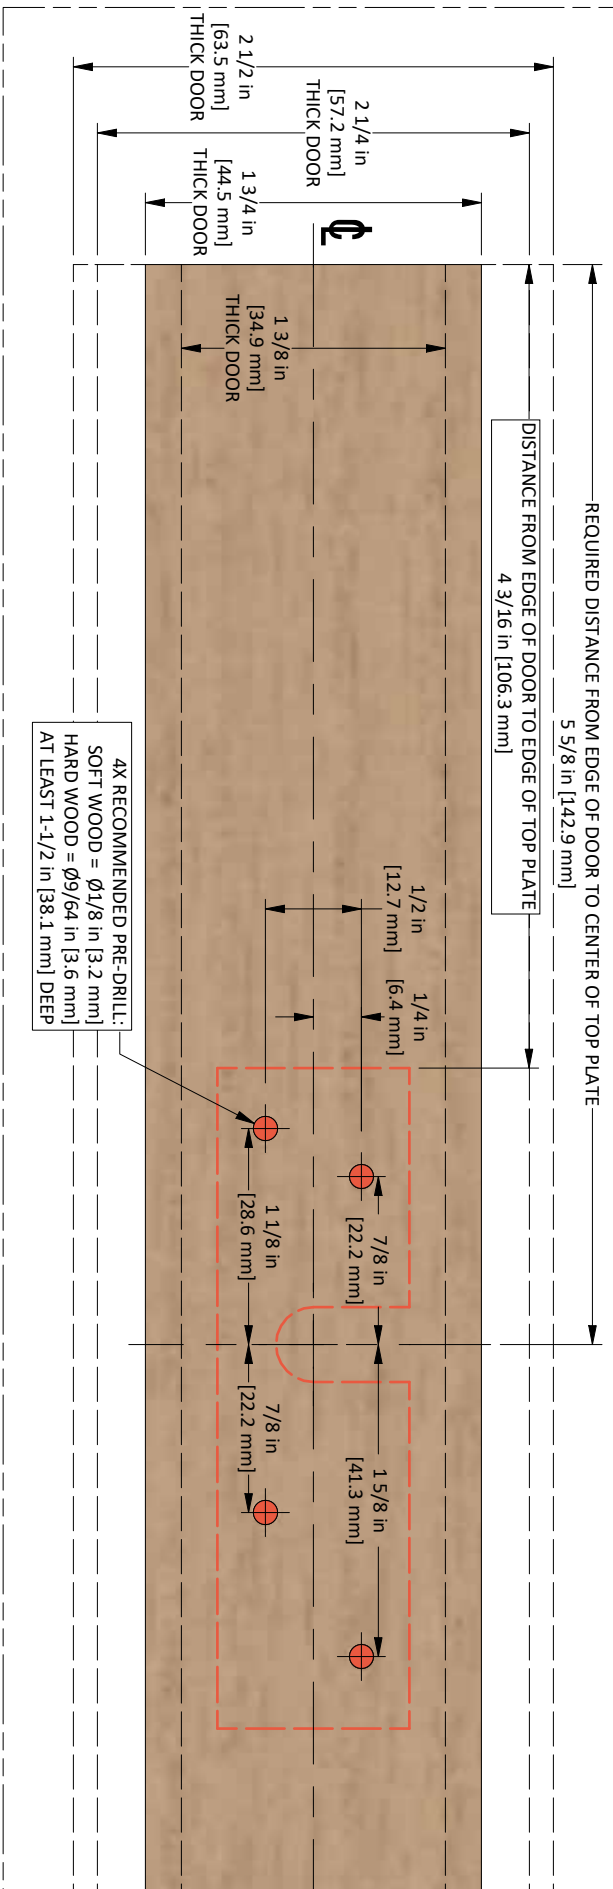 REQUIRED DISTANCE FROM EDGE OF DOOR TO CENTER OF TOP PLATE
5 5/8 in [142.9 mm]
DISTANCE FROM EDGE OF DOOR TO EDGE OF TOP PLATE
4 3/16 in [106.3 mm]
2 1/2 in
[63.5 mm]
THICK DOOR
2 1/4 in
[57.2 mm]
THICK DOOR
1 3/4 in
[44.5 mm]
THICK DOOR
℄
1 3/8 in
[34.9 mm]
THICK DOOR
1/2 in
[12.7 mm]
1/4 in
[6.4 mm]
7/8 in
[22.2 mm]
1 5/8 in
[41.3 mm]
1 1/8 in
[28.6 mm]
7/8 in
[22.2 mm]
4X RECOMMENDED PRE-DRILL:
SOFT WOOD = Ø1/8 in [3.2 mm]
HARD WOOD = Ø9/64 in [3.6 mm]
AT LEAST 1-1/2 in [38.1 mm] DEEP